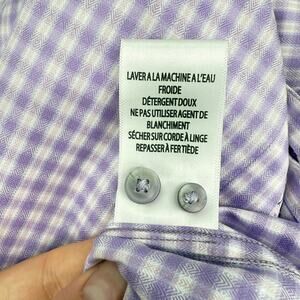 LAVER A LA MACHINE A L'EAU
FROIDE
DÉTERGENT DOUX
NE PAS UTILISER AGENT DE
BLANCHIMENT
SÉCHER SUR CORDE À LINGE
REPASSER À FER TIÈDE